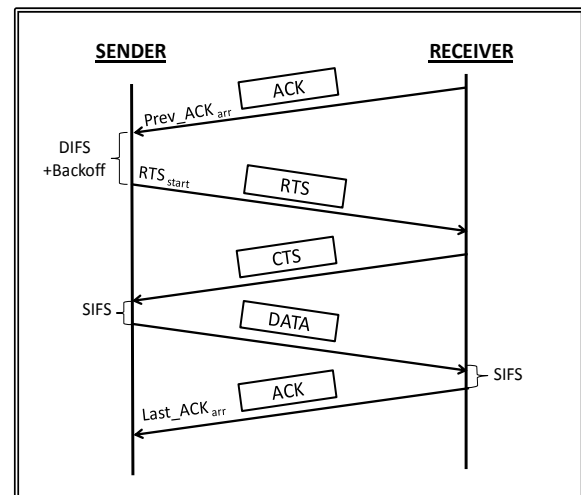 SENDER
RECEIVER
ACK
Prev_ACK arr
DIFS
+Backoff
RTS start
RTS
CTS
SIFS
DATA
SIFS
ACK
Last_ACK arr